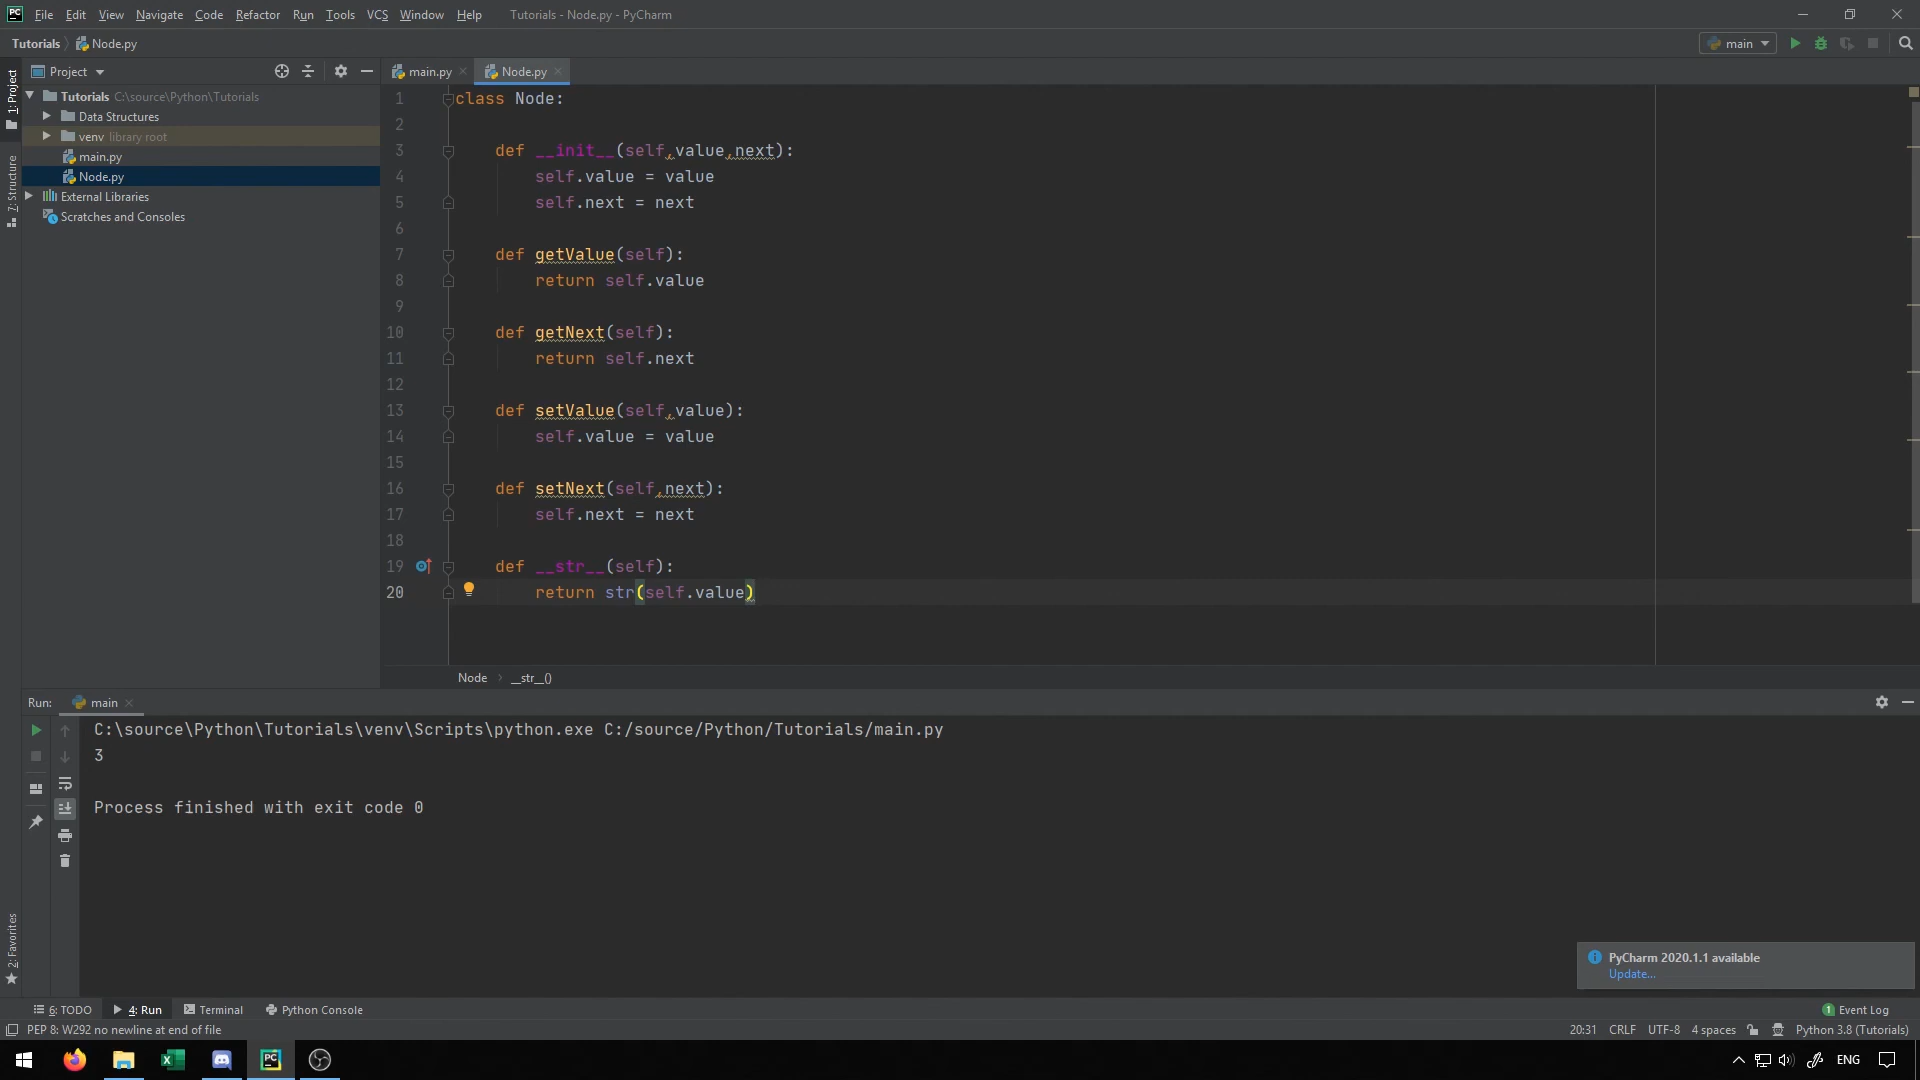 PC File Edit View Navigate Code Refactor Run Tools VCS Window Help Tutorials - Node.py - PyCharm
Tutorials Node.py main
1: Project
Project
main.py Node.py
Tutorials C:\source\Python\Tutorials
Data Structures
venv library root
main.py
Node.py
External Libraries
Scratches and Consoles
7: Structure
1 class Node:
2
3 def __init__(self,value,next):
4 self.value = value
5 self.next = next
6
7 def getValue(self):
8 return self.value
9
10 def getNext(self):
11 return self.next
12
13 def setValue(self,value):
14 self.value = value
15
16 def setNext(self,next):
17 self.next = next
18
19 def __str__(self):
20 return str(self.value)
Node __str__()
Run: main
C:\source\Python\Tutorials\venv\Scripts\python.exe C:/source/Python/Tutorials/main.py
3
Process finished with exit code 0
2: Favorites
PyCharm 2020.1.1 available
Update...
6: TODO 4: Run Terminal Python Console 1 Event Log
PEP 8: W292 no newline at end of file 20:31 CRLF UTF-8 4 spaces Python 3.8 (Tutorials)
PC ENG